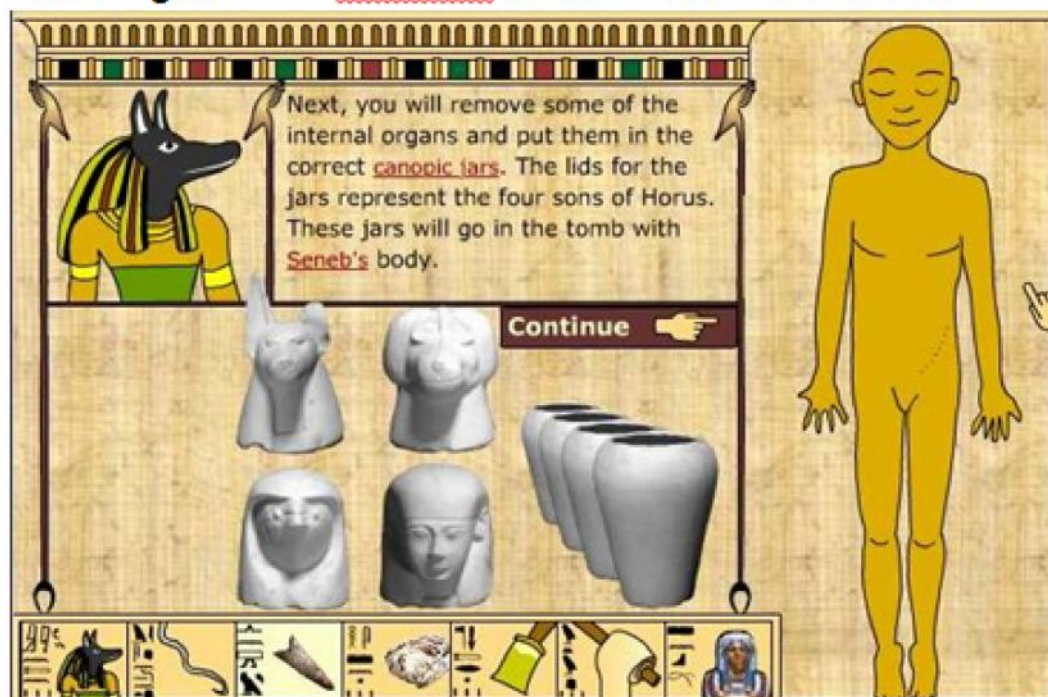 Next, you will remove some of the
internal organs and put them in the
correct canopic jars. The lids for the
jars represent the four sons of Horus.
These jars will go in the tomb with
Seneb's body.
Continue